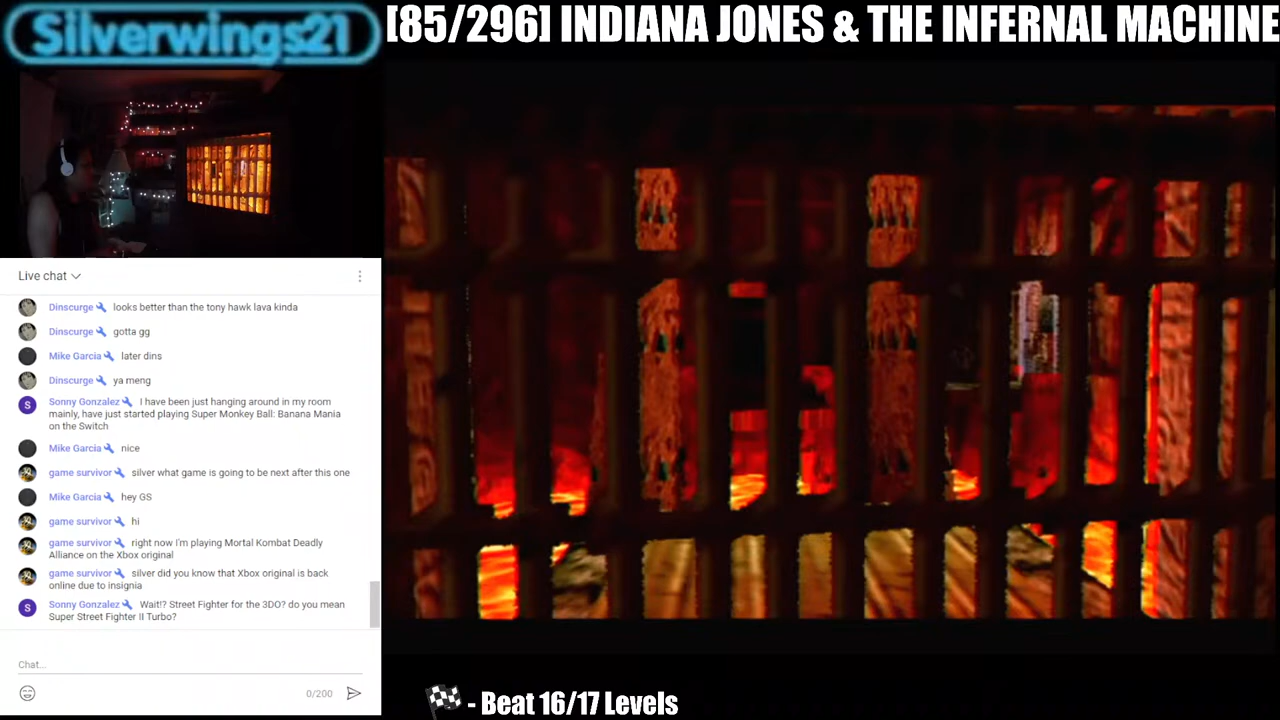 Silverwings21
[85/296] INDIANA JONES & THE INFERNAL MACHINE
Live chat
Dinscurge looks better than the tony hawk lava kinda
Dinscurge gotta gg
Mike Garcia later dins
Dinscurge ya meng
S
Sonny Gonzalez I have been just hanging around in my room
mainly, have just started playing Super Monkey Ball: Banana Mania
on the Switch
Mike Garcia nice
game survivor silver what game is going to be next after this one
Mike Garcia hey GS
game survivor hi
game survivor right now I'm playing Mortal Kombat Deadly
Alliance on the Xbox original
game survivor silver did you know that Xbox original is back
online due to insignia
S
Sonny Gonzalez Wait!? Street Fighter for the 3DO? do you mean
Super Street Fighter II Turbo?
Chat...
0/200
- Beat 16/17 Levels